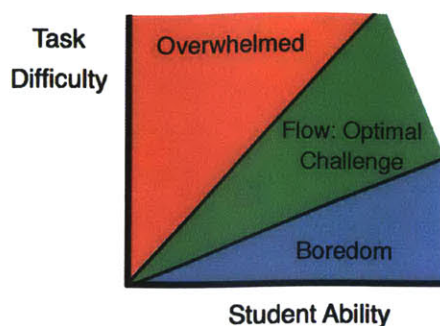 Task
Difficulty
Overwhelmed
Flow: Optimal
Challenge
Boredom
Student Ability